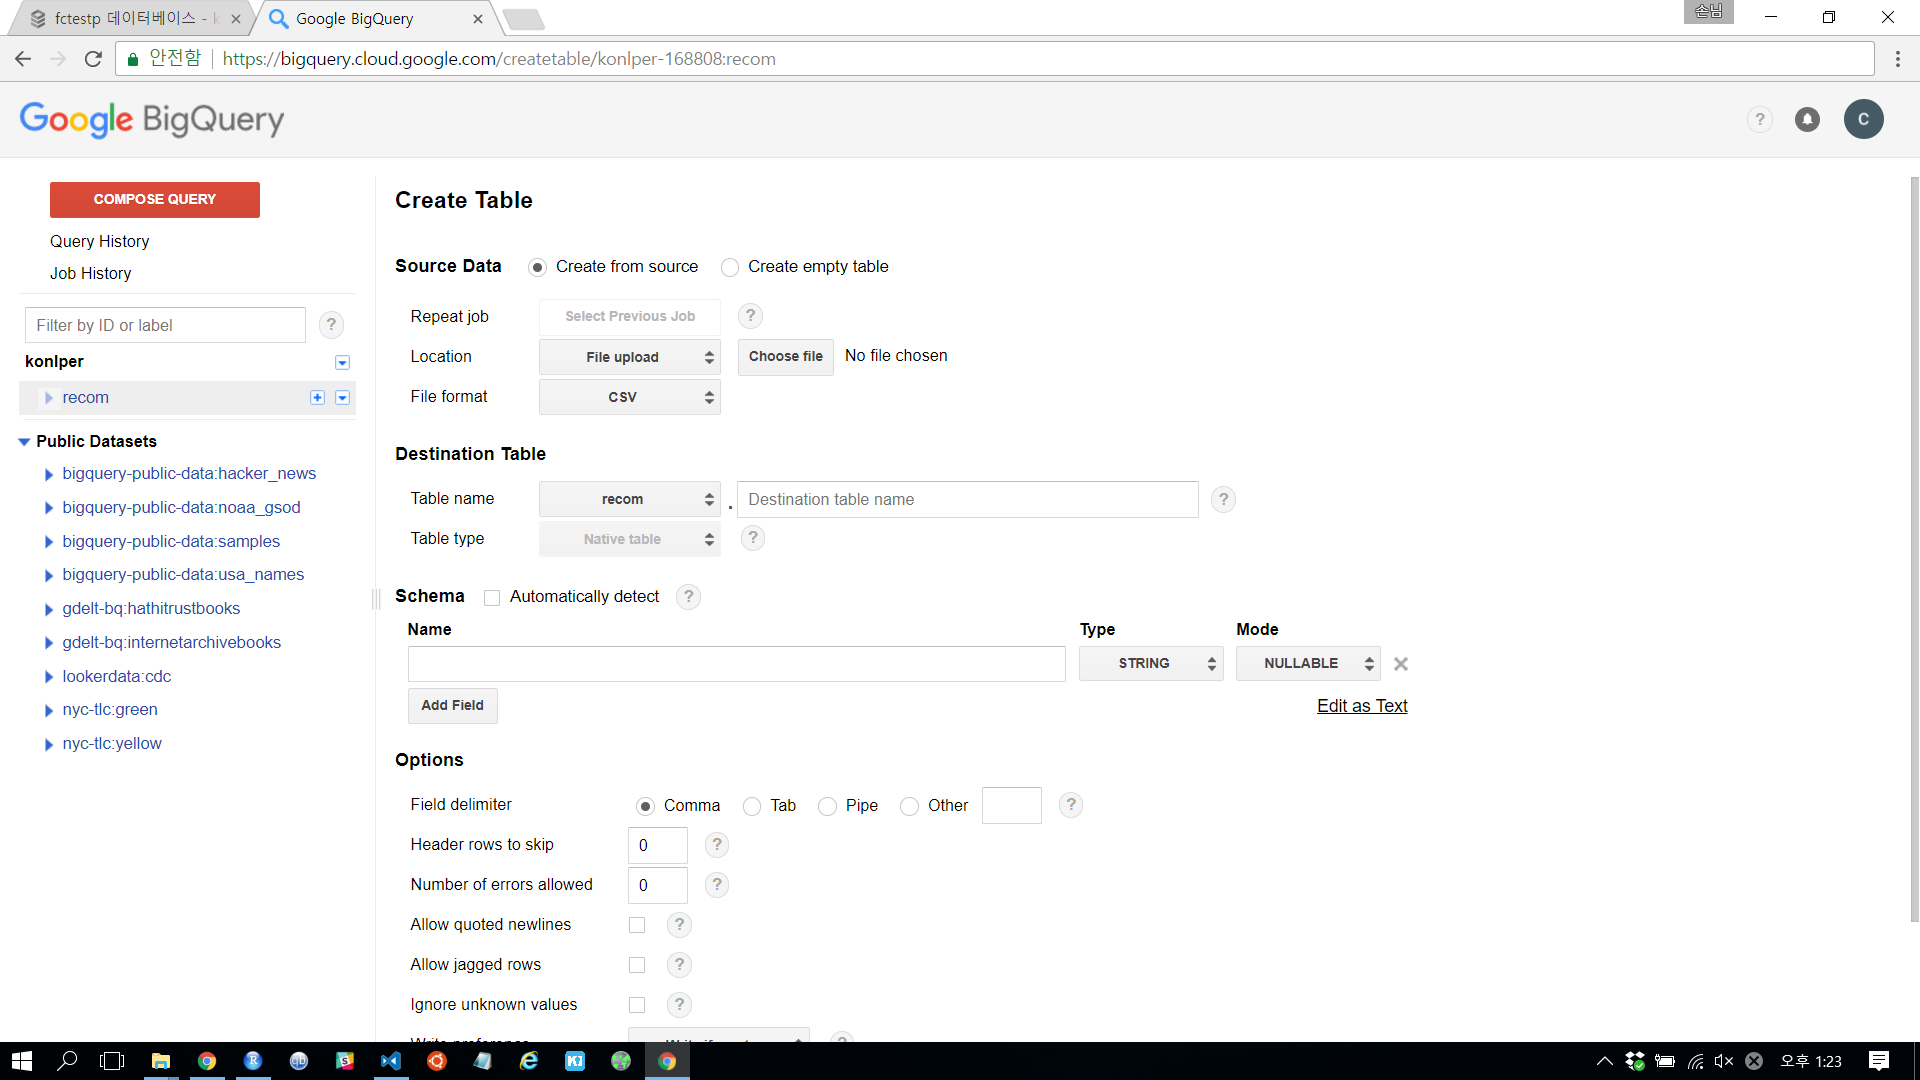 fctestp 데이터베이스 - k
Google BigQuery
손님
안전함
https://bigquery.cloud.google.com/createtable/konlper-168808:recom
Google BigQuery
?
C
COMPOSE QUERY
Query History
Job History
Filter by ID or label
?
konlper
recom
Public Datasets
bigquery-public-data:hacker_news
bigquery-public-data:noaa_gsod
bigquery-public-data:samples
bigquery-public-data:usa_names
gdelt-bq:hathitrustbooks
gdelt-bq:internetarchivebooks
lookerdata:cdc
nyc-tlc:green
nyc-tlc:yellow
Create Table
Source Data Create from source Create empty table
Repeat job Select Previous Job ?
Location File upload Choose file No file chosen
File format CSV
Destination Table
Table name recom . Destination table name ?
Table type Native table ?
Schema Automatically detect ?
Name Type Mode
STRING NULLABLE
Add Field Edit as Text
Options
Field delimiter Comma Tab Pipe Other ?
Header rows to skip 0 ?
Number of errors allowed 0 ?
Allow quoted newlines ?
Allow jagged rows ?
Ignore unknown values ?
Write preference
오후 1:23